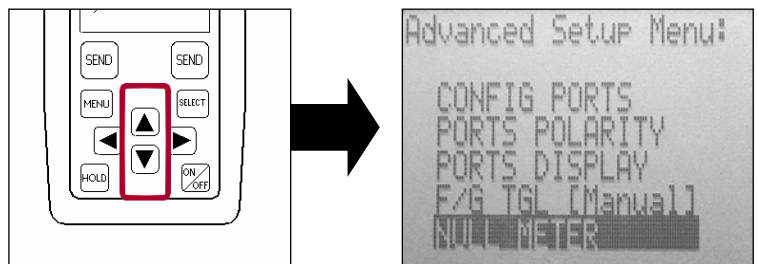 SEND
SEND
MENU
SELECT
HOLD
ON/OFF
Advanced Setup Menu:
CONFIG PORTS
PORTS POLARITY
PORTS DISPLAY
F/G TGL [Manual]
NULL METER